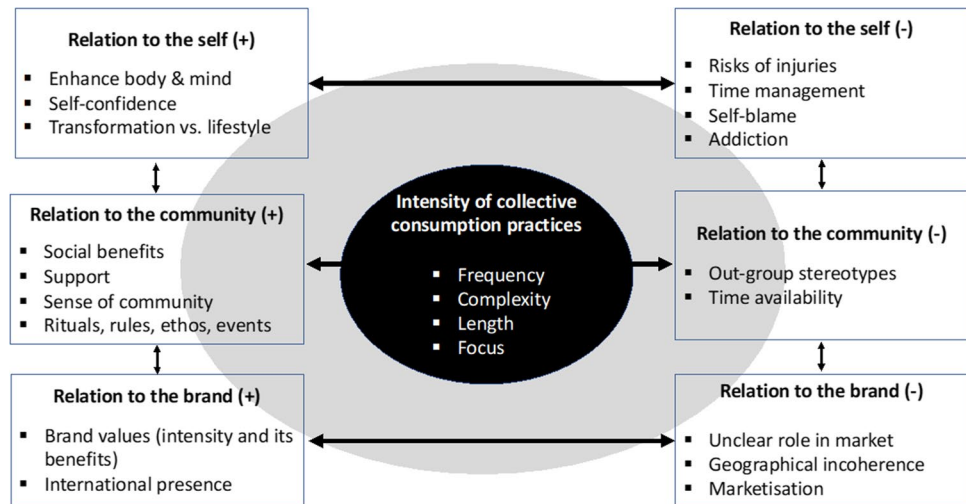 Relation to the self (+)
▪ Enhance body & mind
▪ Self-confidence
▪ Transformation vs. lifestyle
Relation to the self (-)
▪ Risks of injuries
▪ Time management
▪ Self-blame
▪ Addiction
Relation to the community (+)
▪ Social benefits
▪ Support
▪ Sense of community
▪ Rituals, rules, ethos, events
Intensity of collective
consumption practices
▪ Frequency
▪ Complexity
▪ Length
▪ Focus
Relation to the community (-)
▪ Out-group stereotypes
▪ Time availability
Relation to the brand (+)
▪ Brand values (intensity and its
benefits)
▪ International presence
Relation to the brand (-)
▪ Unclear role in market
▪ Geographical incoherence
▪ Marketisation